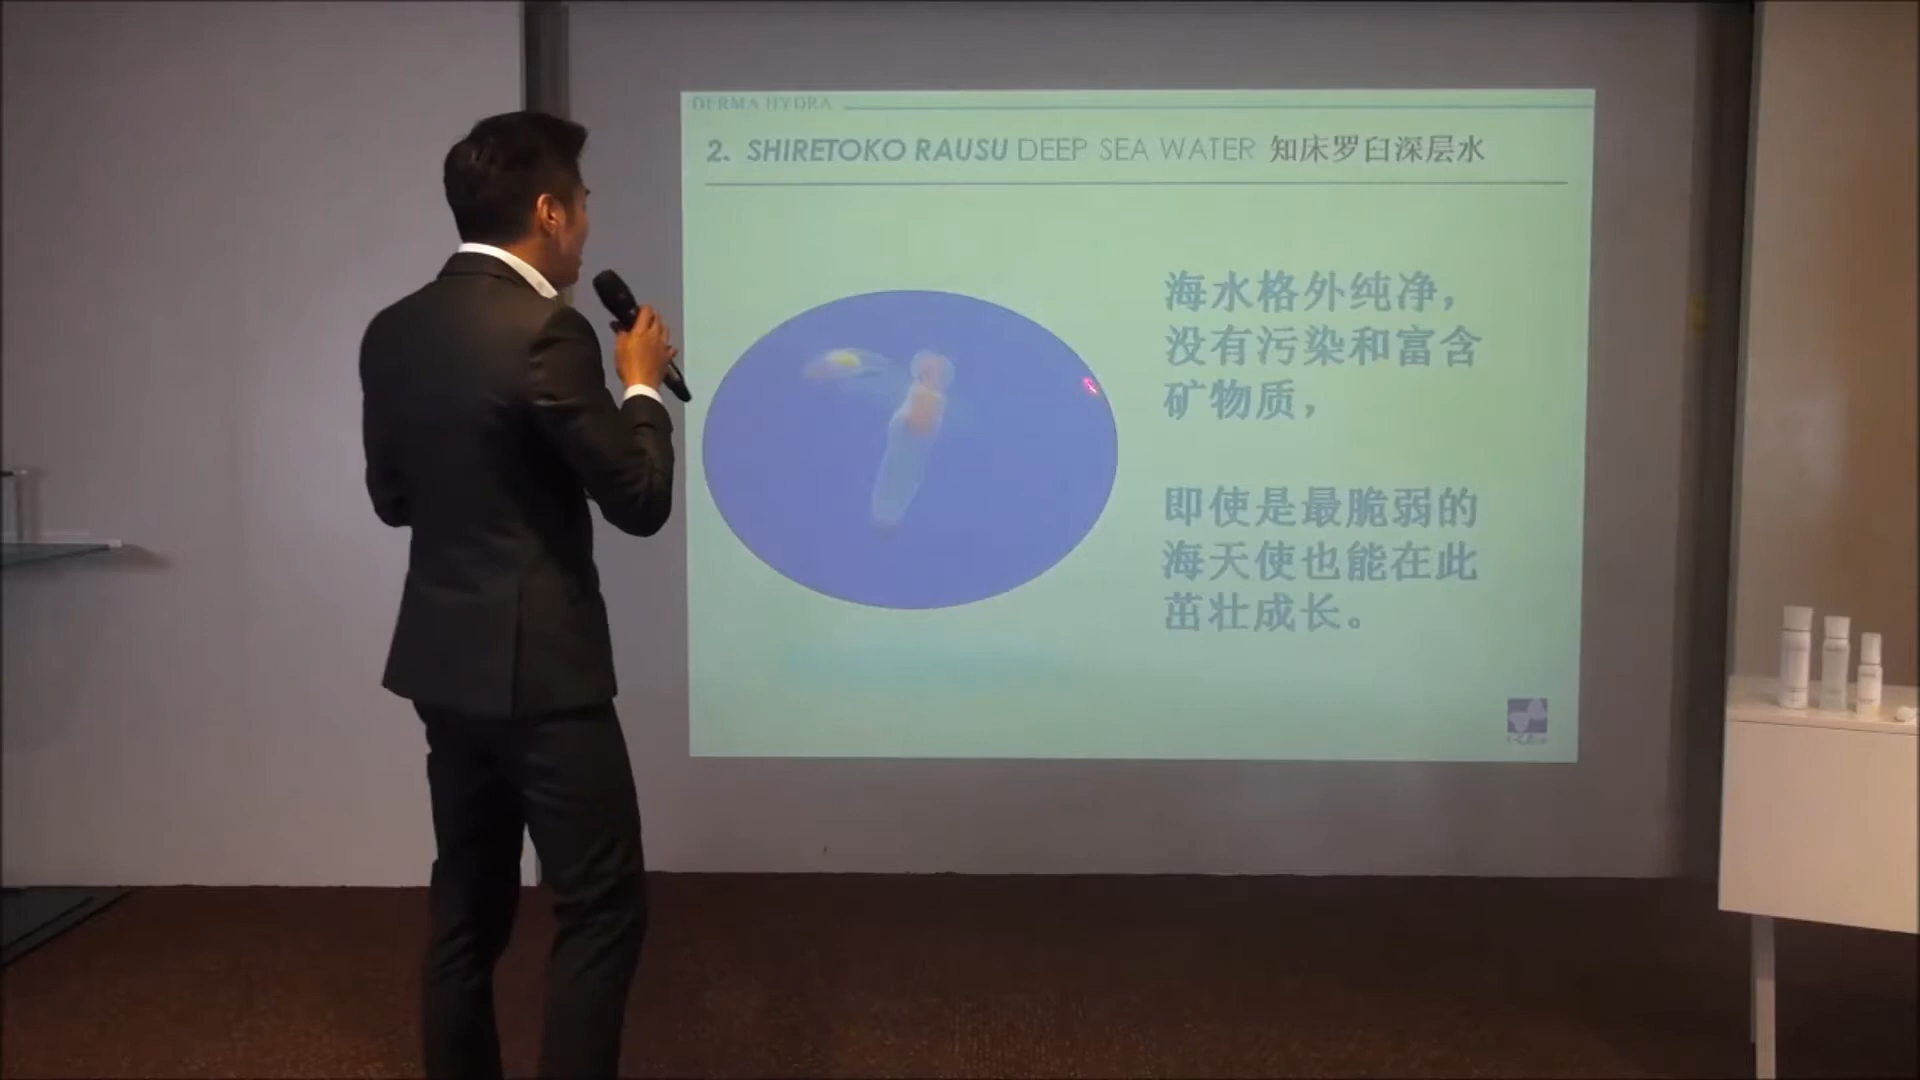 DERMA HYDRA
2. SHIRETOKO RAUSU DEEP SEA WATER 知床罗臼深层水
海水格外纯净，
没有污染和富含
矿物质，
即使是最脆弱的
海天使也能在此
茁壮成长。